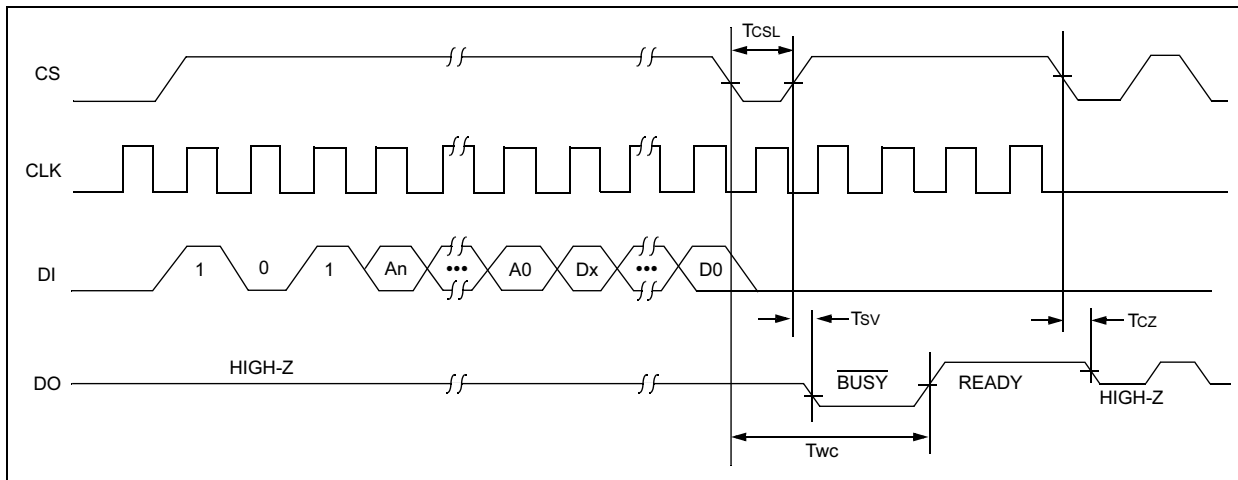 TCSL
CS
CLK
DI
1 0 1 An ••• A0 Dx ••• D0
TSV
TCZ
DO
HIGH-Z
BUSY
READY
HIGH-Z
TWC